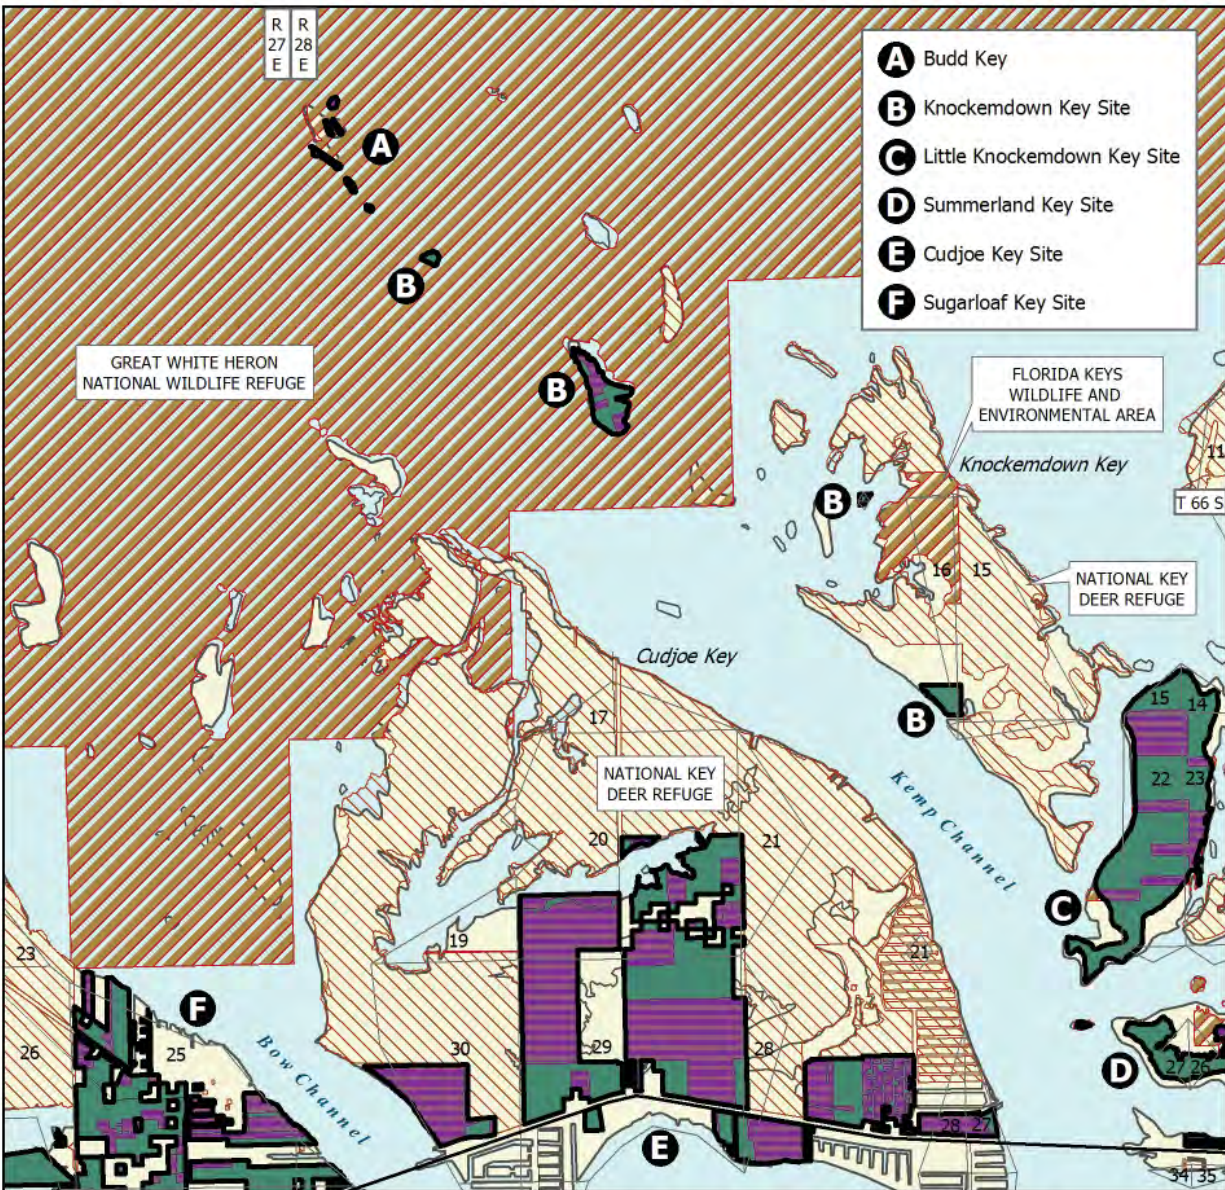 R
27
E
R
28
E
A Budd Key
B Knockemdown Key Site
C Little Knockemdown Key Site
D Summerland Key Site
E Cudjoe Key Site
F Sugarloaf Key Site
A
B
GREAT WHITE HERON
NATIONAL WILDLIFE REFUGE
B
FLORIDA KEYS
WILDLIFE AND
ENVIRONMENTAL AREA
Knockemdown Key
11
T 66 S
B
16
15
NATIONAL KEY
DEER REFUGE
Cudjoe Key
B
15
14
17
NATIONAL KEY
DEER REFUGE
Kemp Channel
22
23
20
21
C
19
23
21
F
Bow Channel
26
25
30
29
28
D
27
26
28
27
E
34
35